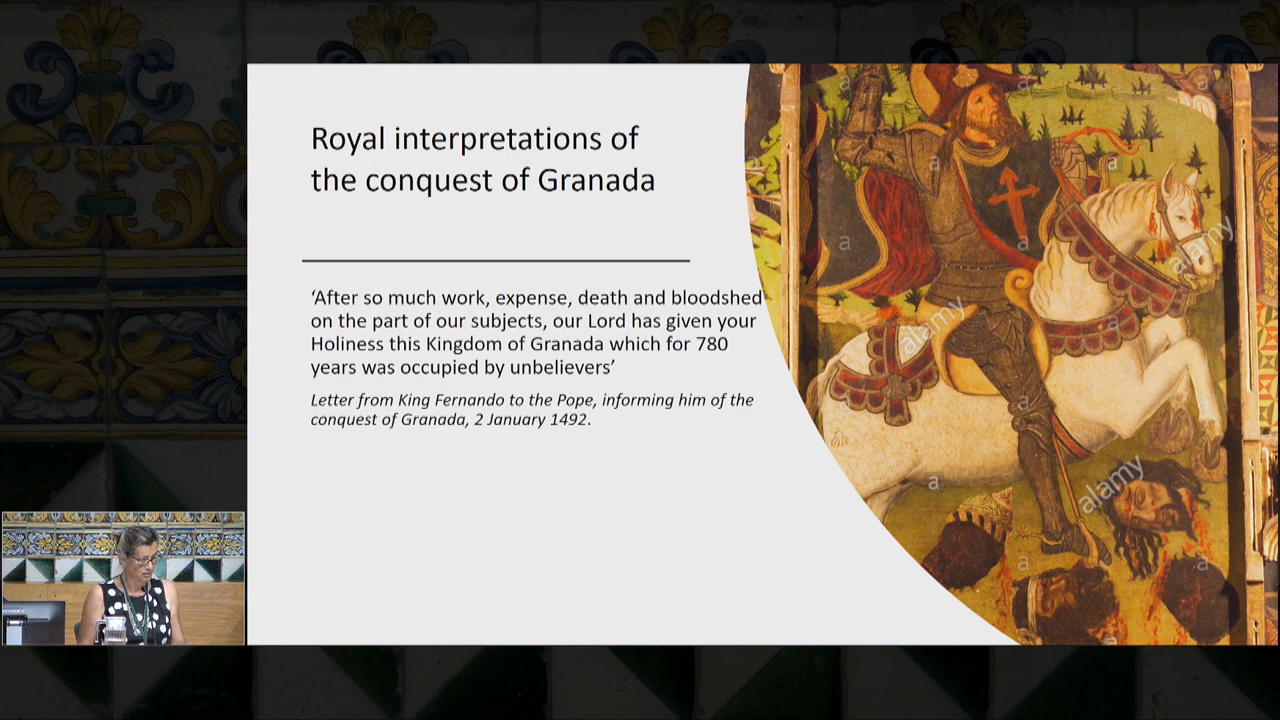 Royal interpretations of
the conquest of Granada
‘After so much work, expense, death and bloodshed
on the part of our subjects, our Lord has given your
Holiness this Kingdom of Granada which for 780
years was occupied by unbelievers’
Letter from King Fernando to the Pope, informing him of the
conquest of Granada, 2 January 1492.
a
a
a
a
a
alamy
alamy
a
alamy
a
a
a
a
a